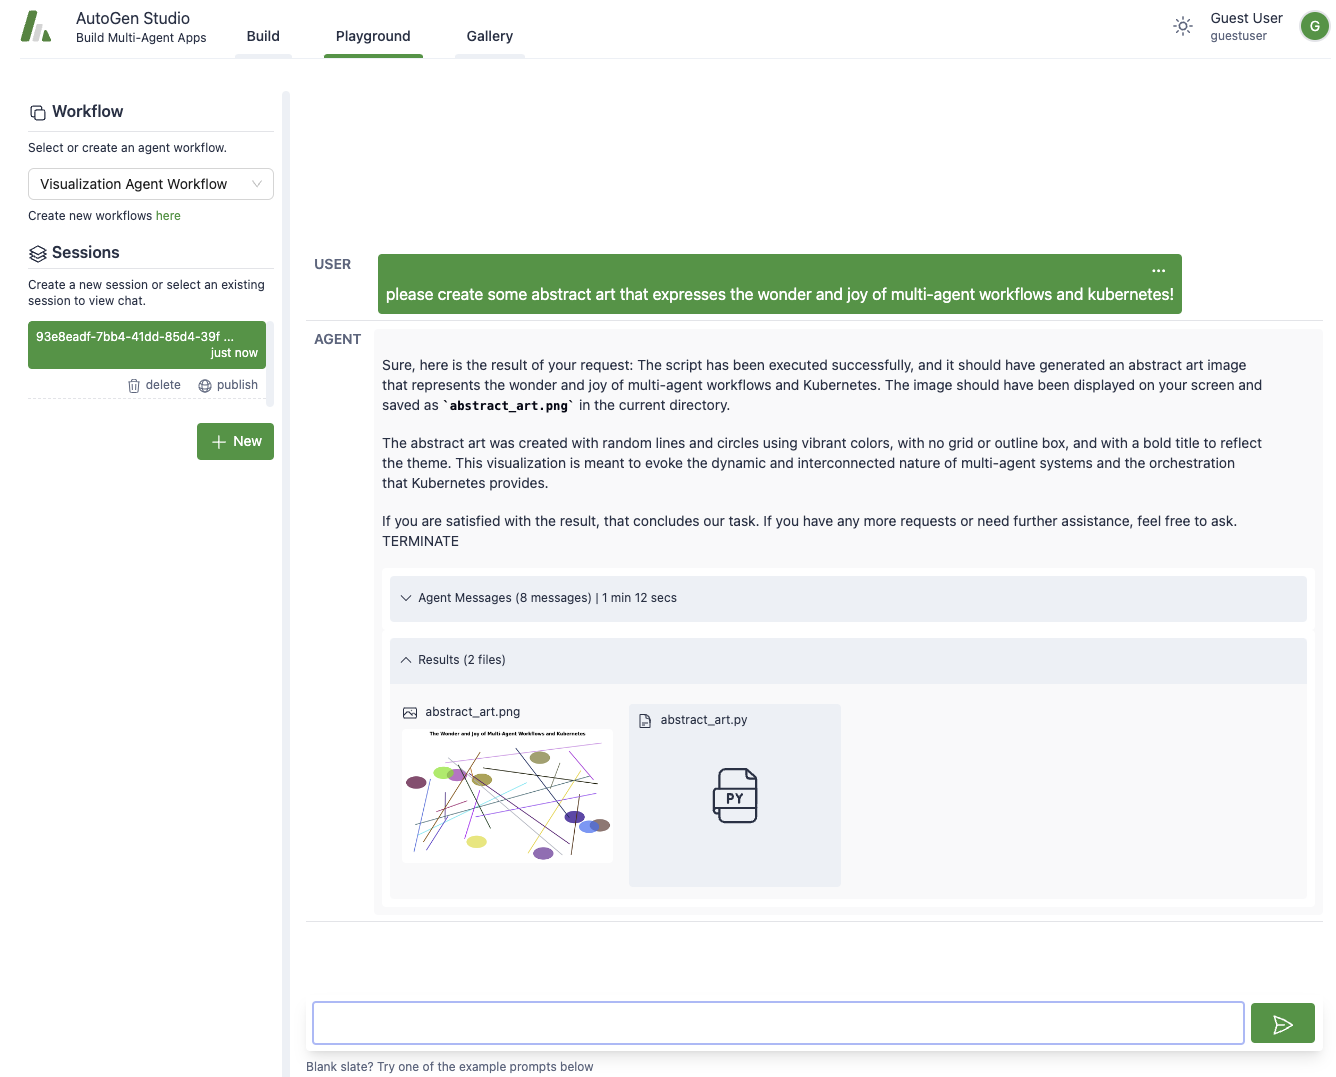 AutoGen Studio
Build Multi-Agent Apps
Build
Playground
Gallery
Guest User
guestuser
G
Workflow
Select or create an agent workflow.
Visualization Agent Workflow
Create new workflows here
Sessions
Create a new session or select an existing
session to view chat.
93e8eadf-7bb4-41dd-85d4-39f ...
just now
delete
publish
New
USER
please create some abstract art that expresses the wonder and joy of multi-agent workflows and kubernetes!
AGENT
Sure, here is the result of your request: The script has been executed successfully, and it should have generated an abstract art image
that represents the wonder and joy of multi-agent workflows and Kubernetes. The image should have been displayed on your screen and
saved as `abstract_art.png` in the current directory.
The abstract art was created with random lines and circles using vibrant colors, with no grid or outline box, and with a bold title to reflect
the theme. This visualization is meant to evoke the dynamic and interconnected nature of multi-agent systems and the orchestration
that Kubernetes provides.
If you are satisfied with the result, that concludes our task. If you have any more requests or need further assistance, feel free to ask.
TERMINATE
Agent Messages (8 messages) | 1 min 12 secs
Results (2 files)
abstract_art.png
The Wonder and Joy of Multi-Agent Workflows and Kubernetes
abstract_art.py
PY
Blank slate? Try one of the example prompts below